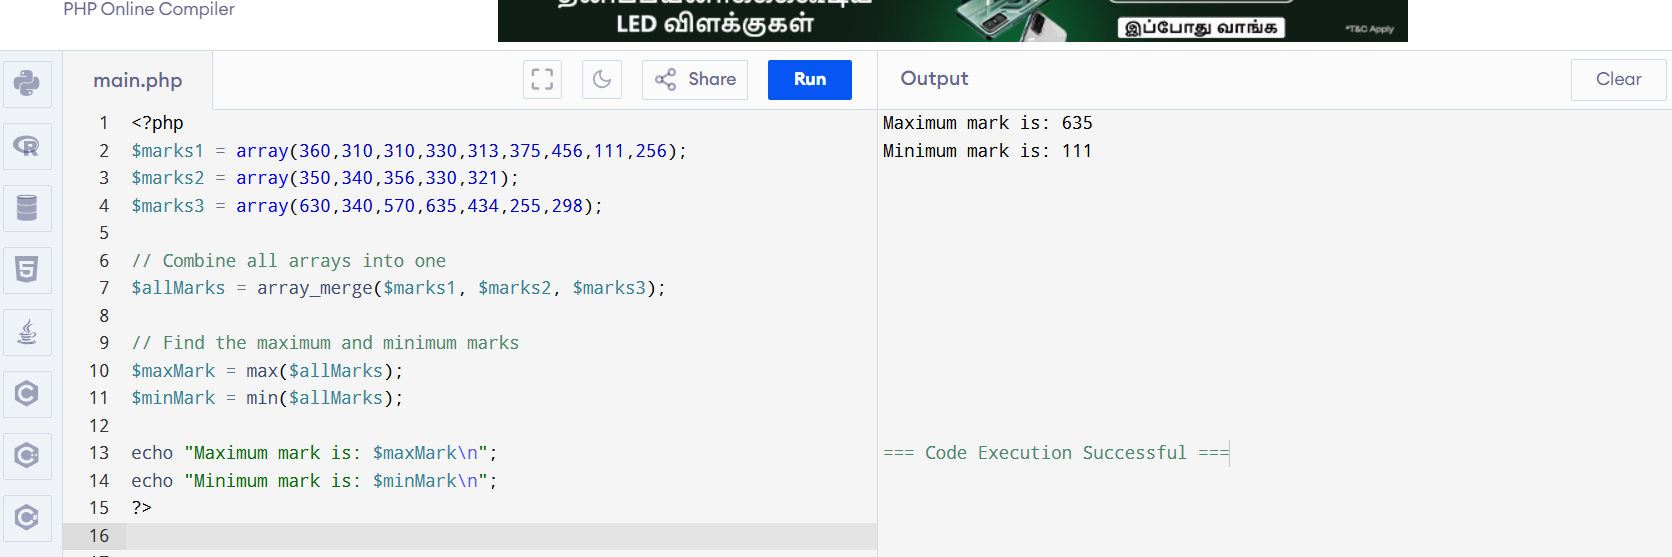 PHP Online Compiler
LED விளக்குகள்
இப்போது வாங்க
*T&C Apply
main.php
Share
Run
Output
Clear
1 <?php
2 $marks1 = array(360,310,310,330,313,375,456,111,256);
3 $marks2 = array(350,340,356,330,321);
4 $marks3 = array(630,340,570,635,434,255,298);
5
6 // Combine all arrays into one
7 $allMarks = array_merge($marks1, $marks2, $marks3);
8
9 // Find the maximum and minimum marks
10 $maxMark = max($allMarks);
11 $minMark = min($allMarks);
12
13 echo "Maximum mark is: $maxMark\n";
14 echo "Minimum mark is: $minMark\n";
15 ?>
16
Maximum mark is: 635
Minimum mark is: 111
=== Code Execution Successful ===